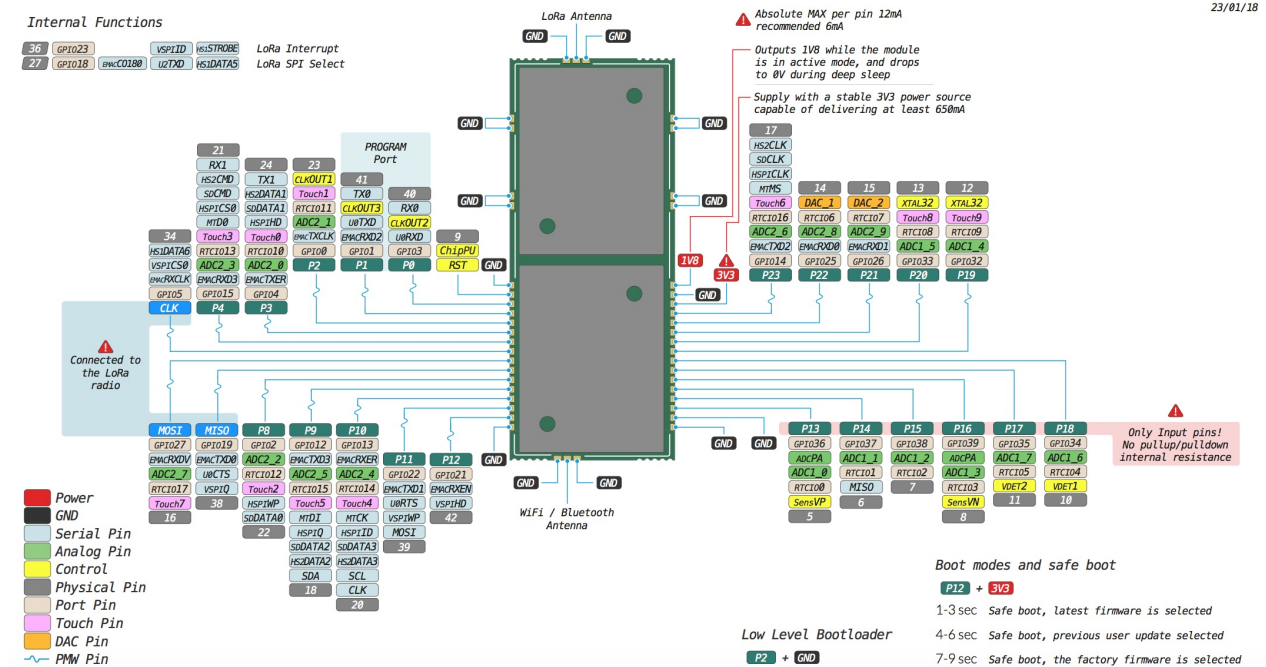 Internal Functions
36 GPIO23 VSPIID HS1STROBE LoRa Interrupt
27 GPIO18 EMACCO180 U2TXD HS1DATA5 LoRa SPI Select
LoRa Antenna
GND GND
Absolute MAX per pin 12mA
recommended 6mA
23/01/18
Outputs 1V8 while the module
is in active mode, and drops
to 0V during deep sleep
Supply with a stable 3V3 power source
capable of delivering at least 650mA
GND GND
GND GND
PROGRAM
Port
34
HS1DATA6
VSPICS0
EMACRXCLK
GPIO5
CLK
21
RX1
HS2CMD
SDCMD
HSPICS0
MTDO
Touch3
RTCIO13
ADC2_3
EMACRXD3
GPIO15
P4
24
TX1
HS2DATA1
SDDATA1
HSPIHD
Touch0
RTCIO10
ADC2_0
EMACTXER
GPIO4
P3
23
CLKOUT1
Touch1
RTCIO11
ADC2_1
EMACTXCLK
GPIO0
P2
41
TX0
CLKOUT3
U0TXD
EMACRXD2
GPIO1
P1
40
RX0
CLKOUT2
U0RXD
GPIO3
P0
9
ChipPU
RST
GND
1V8
3V3
GND
17
HS2CLK
SDCLK
HSPICLK
MTMS
Touch6
RTCIO16
ADC2_6
EMACTXD2
GPIO14
P23
14
DAC_1
RTCIO6
ADC2_8
EMACRXD0
GPIO25
P22
15
DAC_2
RTCIO7
ADC2_9
EMACRXD1
GPIO26
P21
13
XTAL32
Touch8
RTCIO8
ADC1_5
GPIO33
P20
12
XTAL32
Touch9
RTCIO9
ADC1_4
GPIO32
P19
Connected to
the LoRa
radio
MOSI
GPIO27
EMACRXDV
ADC2_7
RTCIO17
Touch7
16
MISO
GPIO19
EMACTXD0
U0CTS
VSPIQ
38
P8
GPIO2
ADC2_2
RTCIO12
Touch2
HSPIWP
SDDATA0
22
P9
GPIO12
EMACTXD3
ADC2_5
RTCIO15
Touch5
MTDI
HSPIQ
SDDATA2
HS2DATA2
SDA
18
P10
GPIO13
EMACRXER
ADC2_4
RTCIO14
Touch4
MTCK
HSPIID
SDDATA3
HS2DATA3
SCL
CLK
20
P11
GPIO22
EMACTXD1
U0RTS
VSPIWP
MOSI
39
P12
GPIO21
EMACRXEN
VSPIHD
42
GND
GND GND
WiFi / Bluetooth
Antenna
GND GND
P13
GPIO36
ADCPA
ADC1_0
RTCIO0
SensVP
5
P14
GPIO37
ADC1_1
RTCIO1
MISO
6
P15
GPIO38
ADC1_2
RTCIO2
7
P16
GPIO39
ADCPA
ADC1_3
RTCIO3
SensVN
8
P17
GPIO35
ADC1_7
RTCIO5
VDET2
11
P18
GPIO34
ADC1_6
RTCIO4
VDET1
10
Only Input pins!
No pullup/pulldown
internal resistance
Power
GND
Serial Pin
Analog Pin
Control
Physical Pin
Port Pin
Touch Pin
DAC Pin
PMW Pin
Low Level Bootloader
P2 + GND
Boot modes and safe boot
P12 + 3V3
1-3 sec Safe boot, latest firmware is selected
4-6 sec Safe boot, previous user update selected
7-9 sec Safe boot, the factory firmware is selected